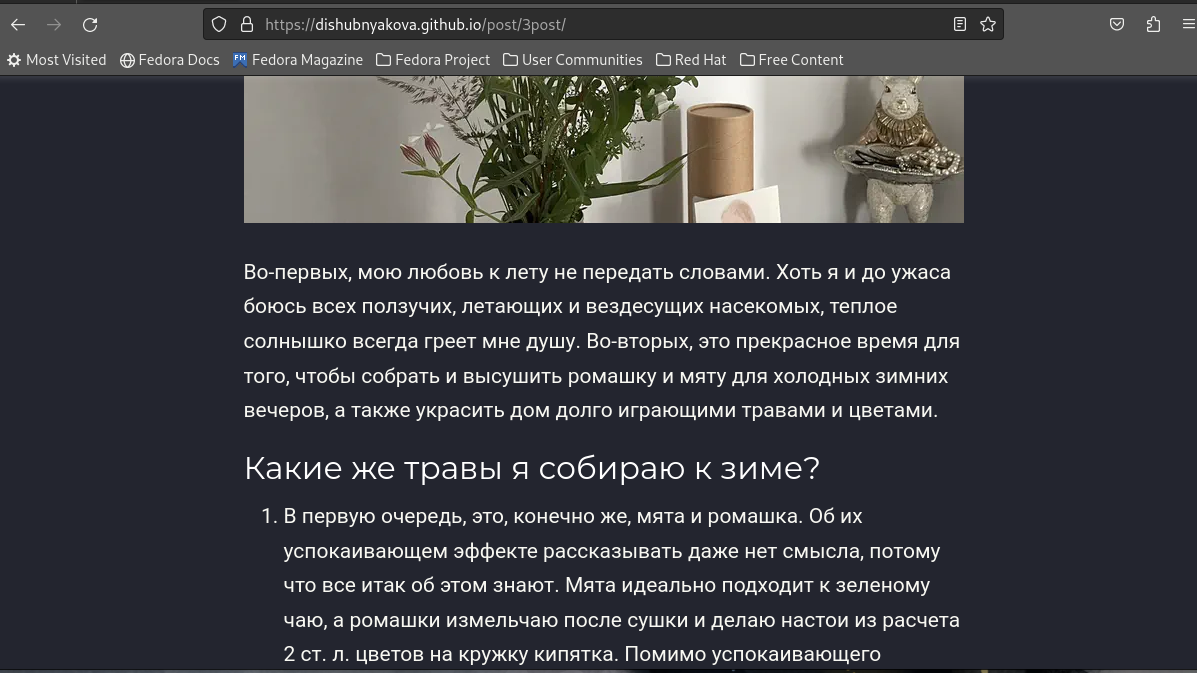 https://dishubnyakova.github.io/post/3post/
Most Visited Fedora Docs FM Fedora Magazine Fedora Project User Communities Red Hat Free Content
Во-первых, мою любовь к лету не передать словами. Хоть я и до ужаса
боюсь всех ползучих, летающих и вездесущих насекомых, теплое
солнышко всегда греет мне душу. Во-вторых, это прекрасное время для
того, чтобы собрать и высушить ромашку и мяту для холодных зимних
вечеров, а также украсить дом долго играющими травами и цветами.
Какие же травы я собираю к зиме?
1. В первую очередь, это, конечно же, мята и ромашка. Об их
успокаивающем эффекте рассказывать даже нет смысла, потому
что все итак об этом знают. Мята идеально подходит к зеленому
чаю, а ромашки измельчаю после сушки и делаю настои из расчета
2 ст. л. цветов на кружку кипятка. Помимо успокаивающего